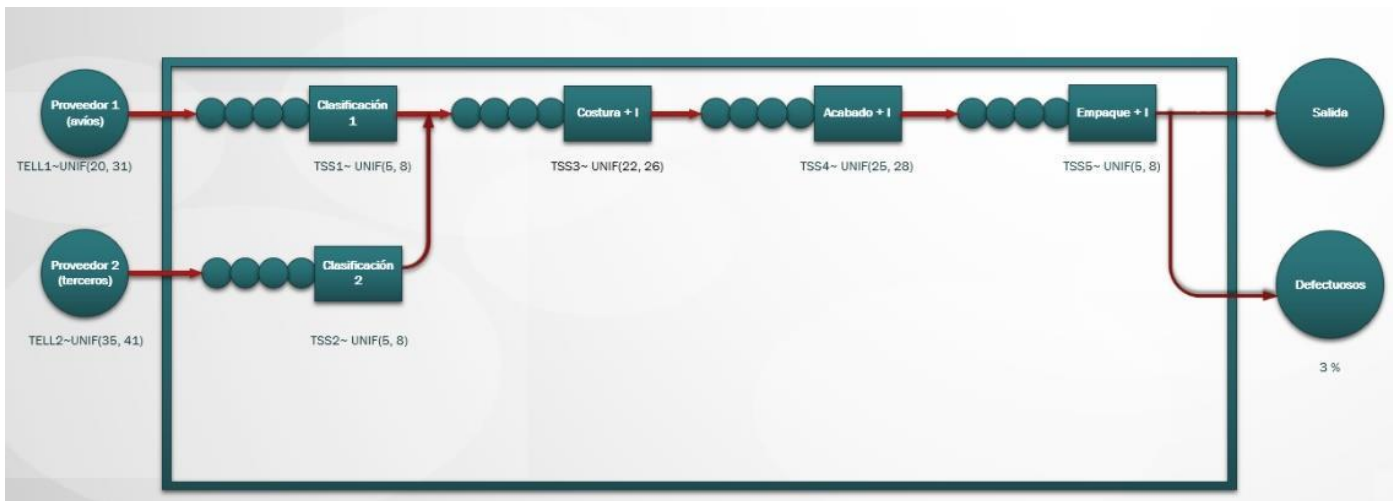 Proveedor 1
(avíos)
TELL1~UNIF(20, 31)
Clasificación
1
TSS1~ UNIF(5, 8)
Costura + I
TSS3~ UNIF(22, 26)
Acabado + I
TSS4~ UNIF(25, 28)
Empaque + I
TSS5~ UNIF(5, 8)
Salida
Proveedor 2
(terceros)
TELL2~UNIF(35, 41)
Clasificación
2
TSS2~ UNIF(5, 8)
Defectuosos
3 %